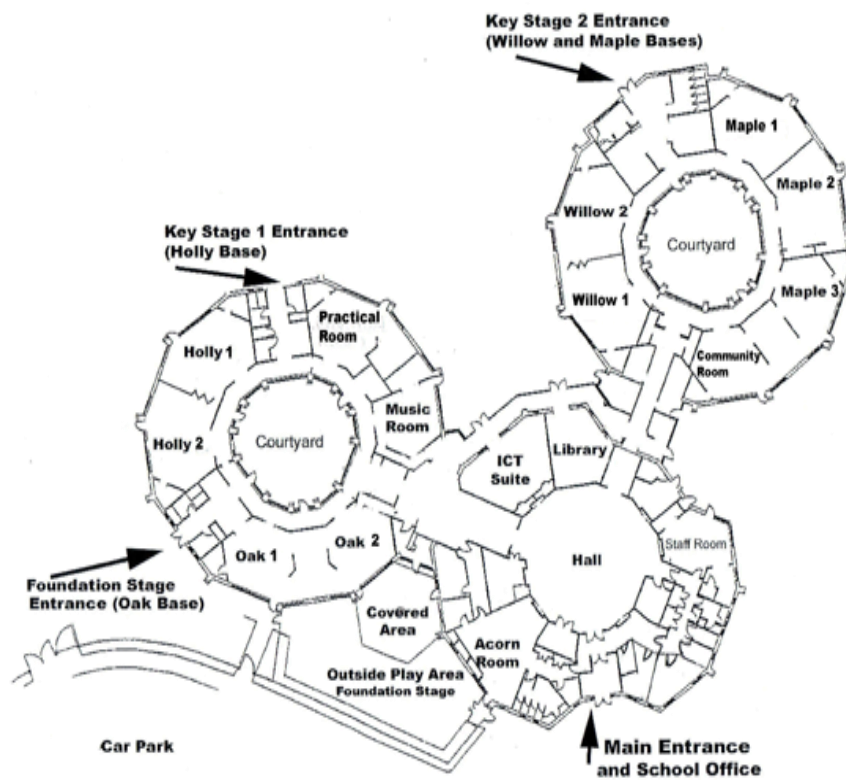 Key Stage 2 Entrance
(Willow and Maple Bases)
Maple 1
Maple 2
Willow 2
Courtyard
Willow 1
Maple 3
Community
Room
Key Stage 1 Entrance
(Holly Base)
Practical
Room
Holly 1
Music
Room
Holly 2
Courtyard
ICT
Suite
Library
Oak 1
Oak 2
Hall
Staff Room
Foundation Stage
Entrance (Oak Base)
Covered
Area
Acorn
Room
Outside Play Area
Foundation Stage
Car Park
Main Entrance
and School Office